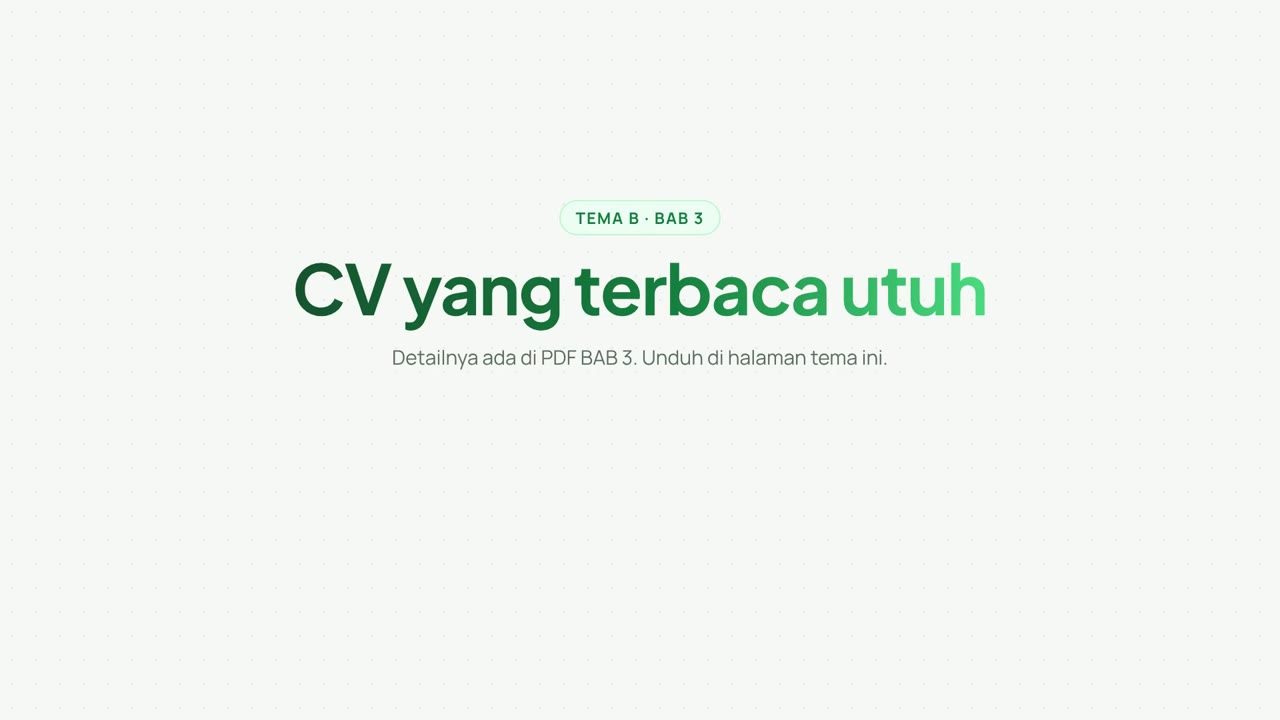 TEMA B · BAB 3
CV yang terbaca utuh
Detailnya ada di PDF BAB 3. Unduh di halaman tema ini.